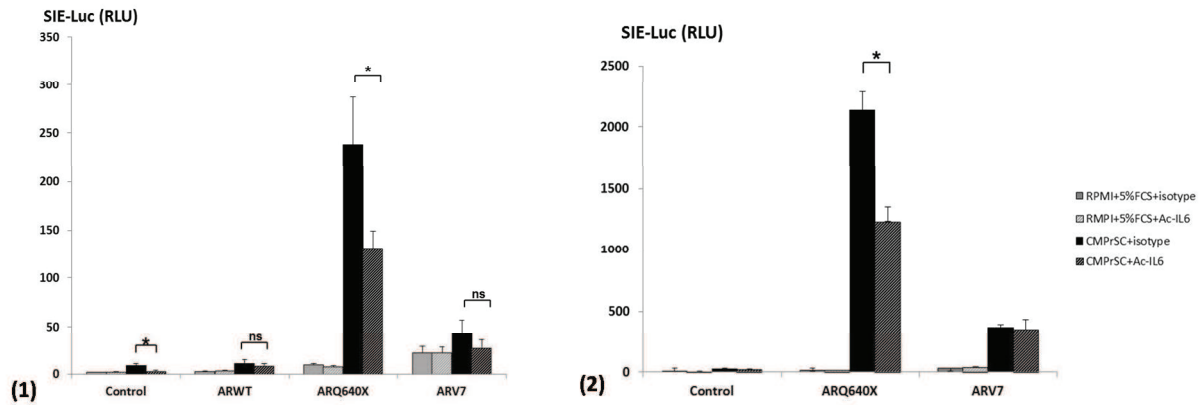 SIE-Luc (RLU)
350
300
250
200
150
100
50
0
*
ns
*
ns
Control
ARWT
ARQ640X
ARV7
(1)
SIE-Luc (RLU)
2500
2000
1500
1000
500
0
*
Control
ARQ640X
ARV7
(2)
RPMI+5%FCS+isotype
RMPI+5%FCS+Ac-IL6
CMPrSC+isotype
CMPrSC+Ac-IL6